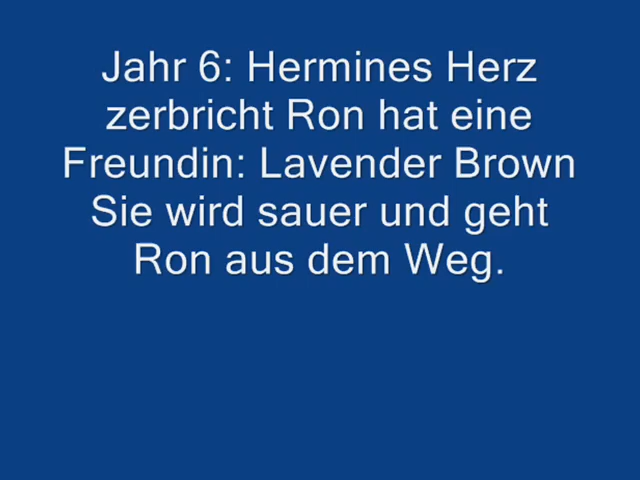 Jahr 6: Hermines Herz
zerbricht Ron hat eine
Freundin: Lavender Brown
Sie wird sauer und geht
Ron aus dem Weg.